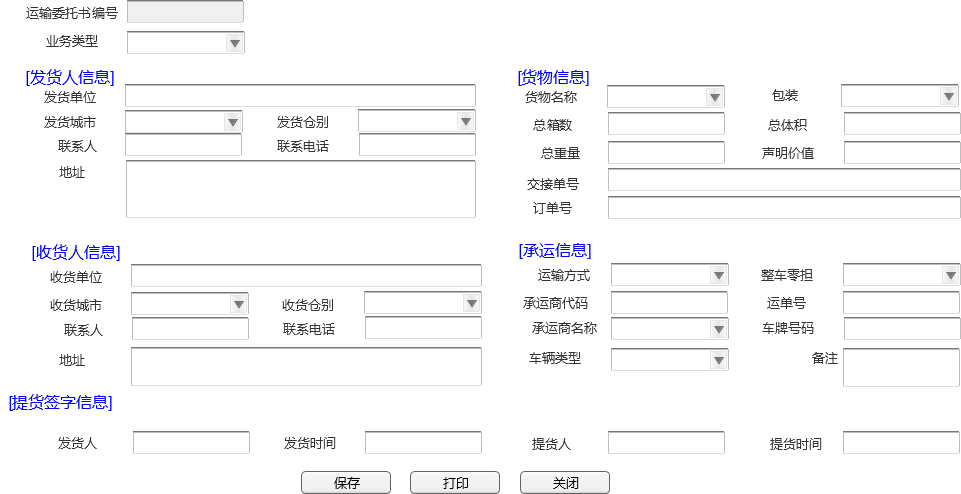 运输委托书编号
业务类型
[发货人信息]
发货单位
发货城市 发货仓别
联系人 联系电话
地址
[货物信息]
货物名称 包装
总箱数 总体积
总重量 声明价值
交接单号
订单号
[收货人信息]
收货单位
收货城市 收货仓别
联系人 联系电话
地址
[承运信息]
运输方式 整车零担
承运商代码 运单号
承运商名称 车牌号码
车辆类型 备注
[提货签字信息]
发货人 发货时间 提货人 提货时间
保存 打印 关闭